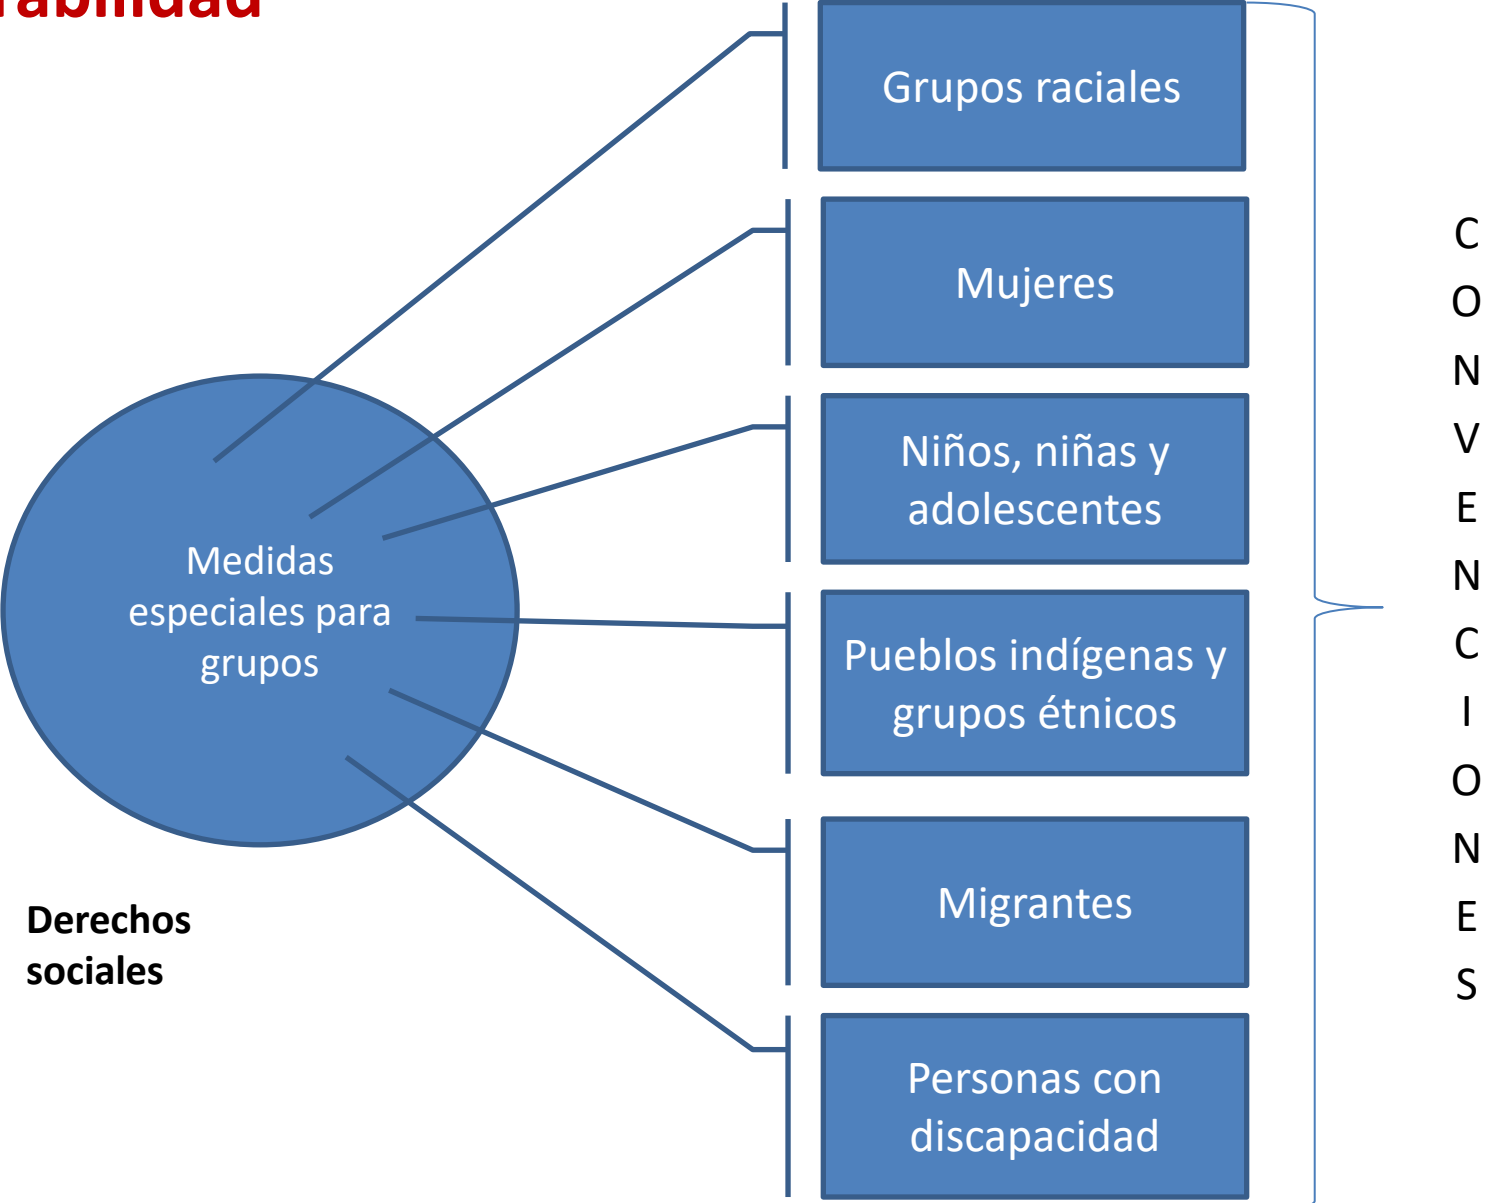 rabilidad
Grupos raciales
Mujeres
Niños, niñas y
adolescentes
Medidas
especiales para
grupos
Pueblos indígenas y
grupos étnicos
Migrantes
Personas con
discapacidad
Derechos
sociales
C
O
N
V
E
N
C
I
O
N
E
S